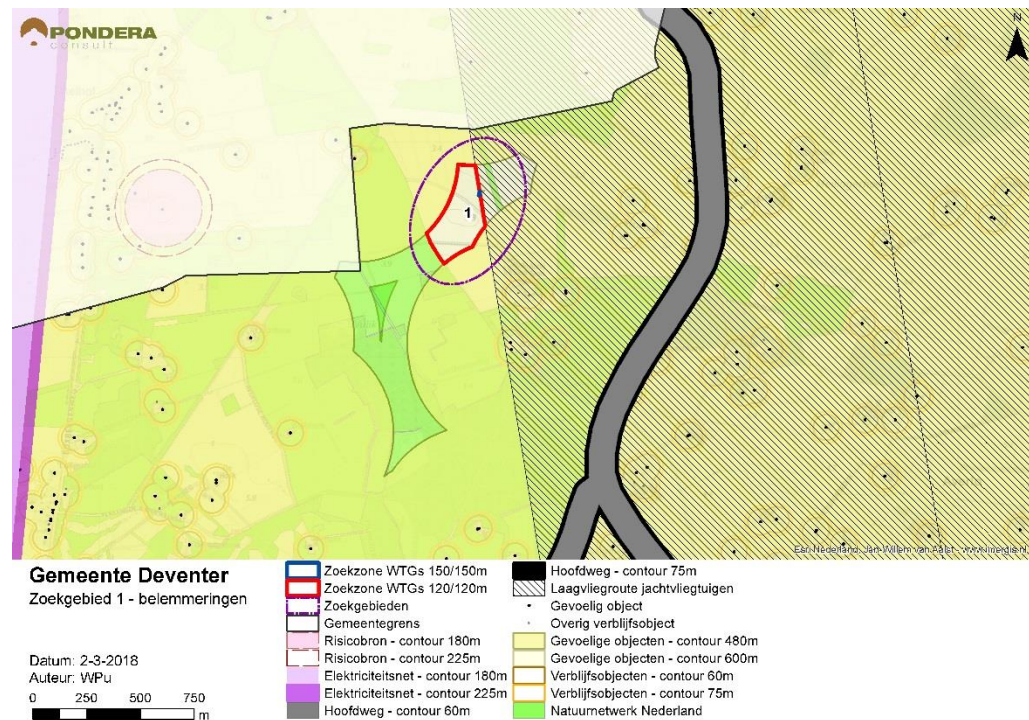 PONDERA
consult
N
1
Esri Nederland, Jan-Willem van Aalst - www.imergis.nl
Gemeente Deventer
Zoekgebied 1 - belemmeringen
Datum: 2-3-2018
Auteur: WPu
0 250 500 750
m
Zoekzone WTGs 150/150m
Zoekzone WTGs 120/120m
Zoekgebieden
Gemeentegrens
Risicobron - contour 180m
Risicobron - contour 225m
Elektriciteitsnet - contour 180m
Elektriciteitsnet - contour 225m
Hoofdweg - contour 60m
Hoofdweg - contour 75m
Laagvliegroute jachtvliegtuigen
Gevoelig object
Overig verblijfsobject
Gevoelige objecten - contour 480m
Gevoelige objecten - contour 600m
Verblijfsobjecten - contour 60m
Verblijfsobjecten - contour 75m
Natuurnetwerk Nederland